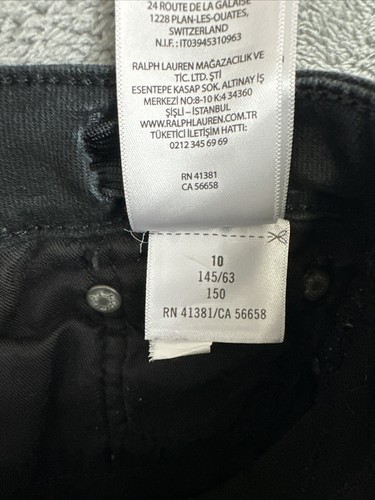 24 ROUTE DE LA GALAISE
1228 PLAN-LES-OUATES,
SWITZERLAND
N.I.F.: IT03945310963
RALPH LAUREN MAGAZACILIK VE
TİC. LTD. ŞTİ
ESENTEPE KASAP SOK. ALTINAY İŞ
MERKEZİ NO:8-10 K:4 34360
ŞİŞLİ – İSTANBUL
WWW.RALPHLAUREN.COM.TR
TÜKETİCİ İLETİŞİM HATTI:
0212 345 69 69
RN 41381
CA 56658
10
145/63
150
RN 41381/CA 56658